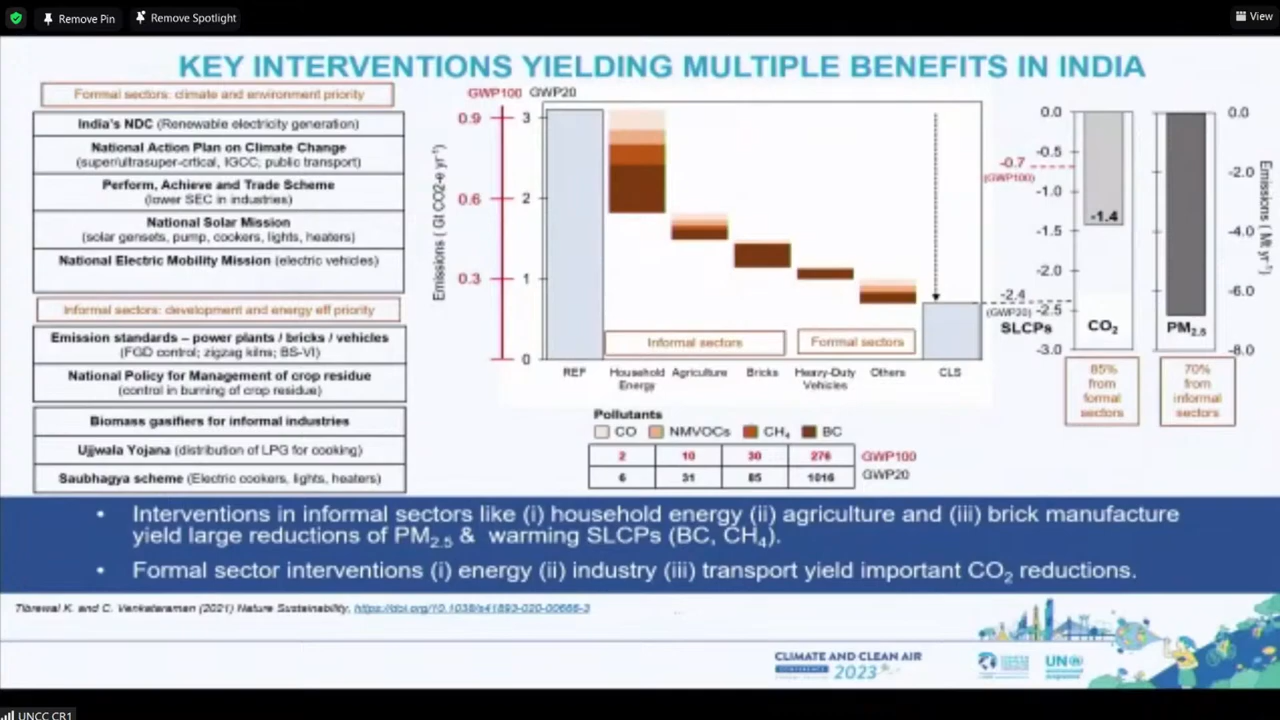 Remove Pin
Remove Spotlight
View
KEY INTERVENTIONS YIELDING MULTIPLE BENEFITS IN INDIA
Formal sectors: climate and environment priority
India's NDC (Renewable electricity generation)
National Action Plan on Climate Change
(super/ultrasuper-crtical, IGCC; public transport)
Perform, Achieve and Trade Scheme
(lower SEC in industries)
National Solar Mission
(solar gensets, pump, cookers, lights, heaters)
National Electric Mobility Mission (electric vehicles)
Informal sectors: development and energy eff priority
Emission standards – power plants / bricks / vehicles
(FGD control; zigzag kilns; BS-VI)
National Policy for Management of crop residue
(control in burning of crop residue)
Biomass gasifiers for informal industries
Ujjwala Yojana (distribution of LPG for cooking)
Saubhagya scheme (Electric cookers, lights, heaters)
GWP100 GWP20
Emissions ( Gt CO2-e yr⁻¹)
0.9 3
0.6 2
0.3 1
0
Informal sectors
Formal sectors
REF
Household Energy
Agriculture
Bricks
Heavy-Duty Vehicles
Others
CLS
Pollutants
CO NMVOCs CH₄ BC
2 10 30 276 GWP100
6 31 85 1016 GWP20
-0.7
(GWP100)
-2.4
(GWP20)
SLCPs
0.0
-0.5
-1.0
-1.5
-2.0
-2.5
-3.0
-1.4
CO₂
PM₂.₅
0.0
-2.0
-4.0
-6.0
-8.0
Emissions ( Mt yr⁻¹)
85%
from
formal
sectors
70%
from
informal
sectors
• Interventions in informal sectors like (i) household energy (ii) agriculture and (iii) brick manufacture
yield large reductions of PM₂.₅ & warming SLCPs (BC, CH₄).
• Formal sector interventions (i) energy (ii) industry (iii) transport yield important CO₂ reductions.
Tibrewal K. and C. Venkataraman (2021) Nature Sustainability, https://doi.org/10.1038/s41893-020-00666-3
CLIMATE AND CLEAN AIR
CONFERENCE 2023
UN
UNCC CR1